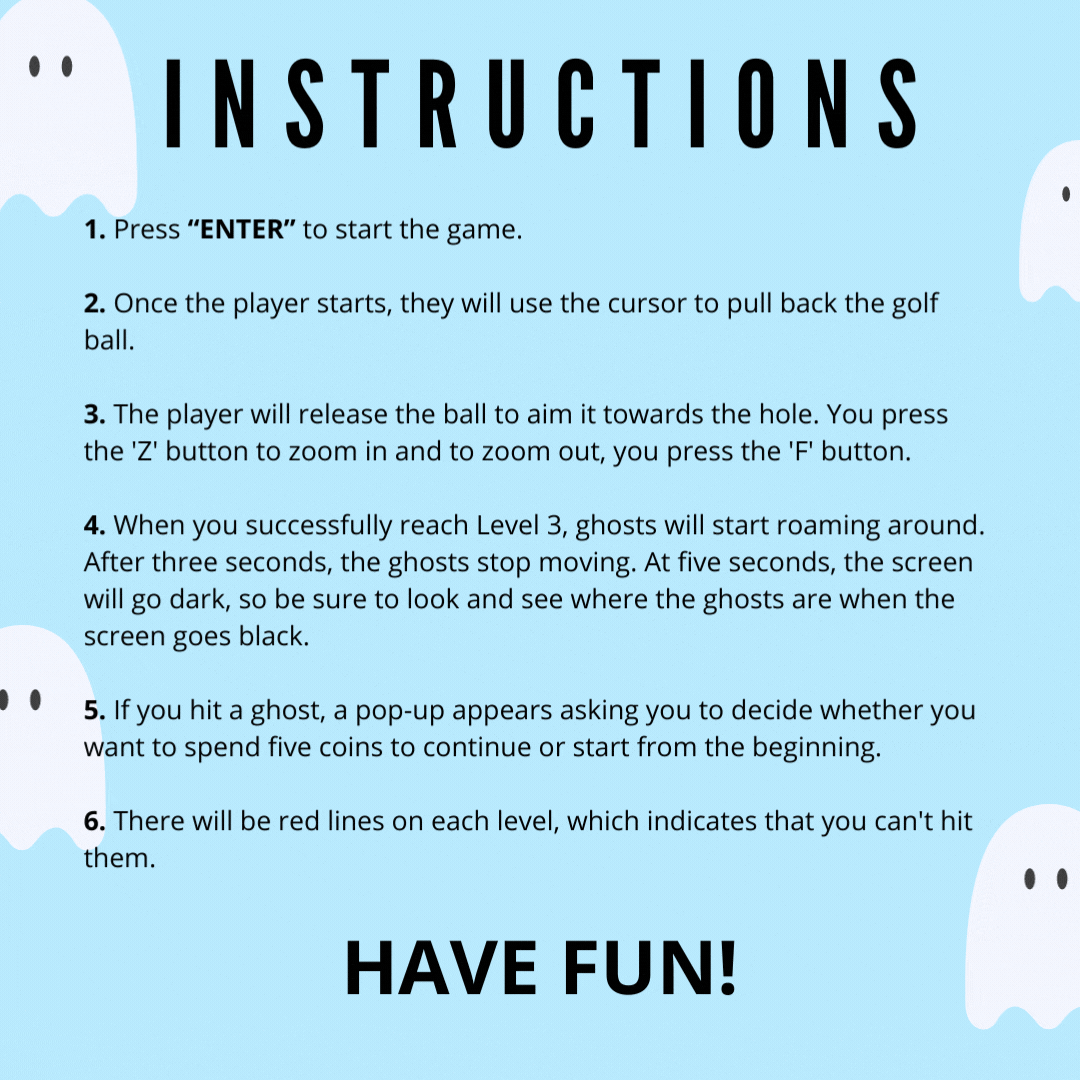 INSTRUCTIONS
1. Press “ENTER” to start the game.
2. Once the player starts, they will use the cursor to pull back the golf
ball.
3. The player will release the ball to aim it towards the hole. You press
the 'Z' button to zoom in and to zoom out, you press the 'F' button.
4. When you successfully reach Level 3, ghosts will start roaming around.
After three seconds, the ghosts stop moving. At five seconds, the screen
will go dark, so be sure to look and see where the ghosts are when the
screen goes black.
5. If you hit a ghost, a pop-up appears asking you to decide whether you
want to spend five coins to continue or start from the beginning.
6. There will be red lines on each level, which indicates that you can't hit
them.
HAVE FUN!